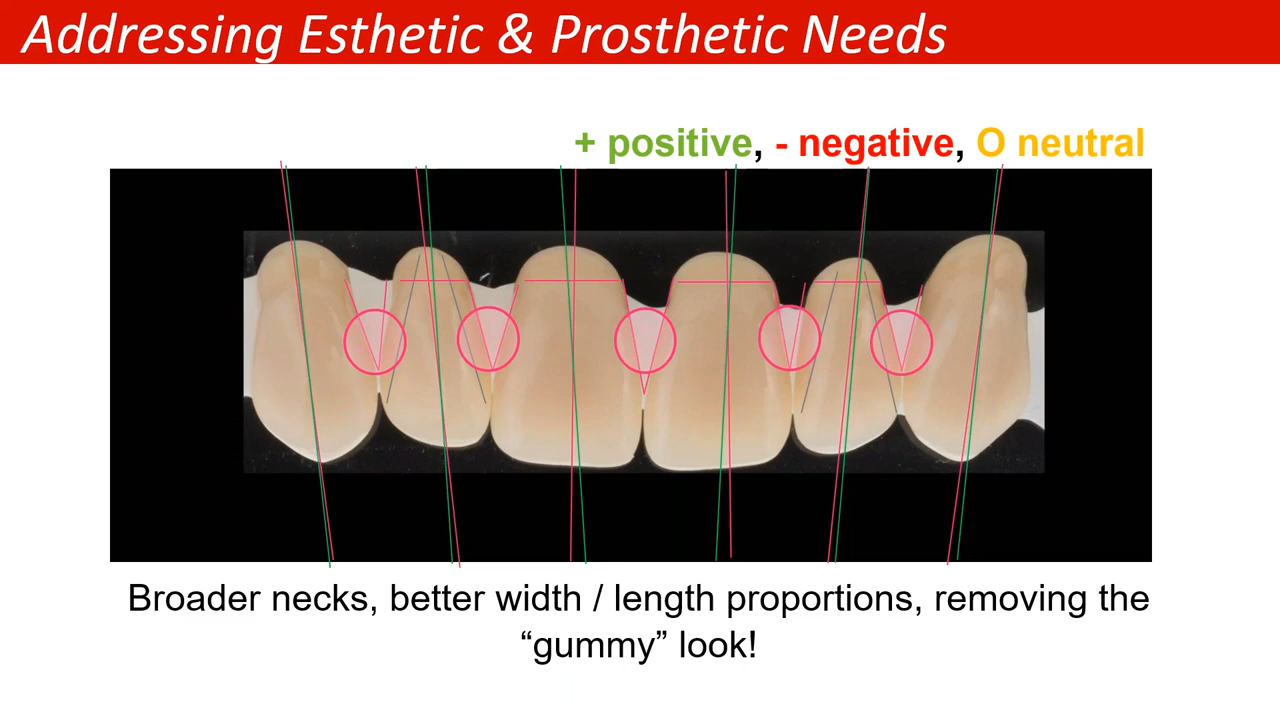 Addressing Esthetic & Prosthetic Needs
+ positive, - negative, O neutral
Broader necks, better width / length proportions, removing the
“gummy” look!